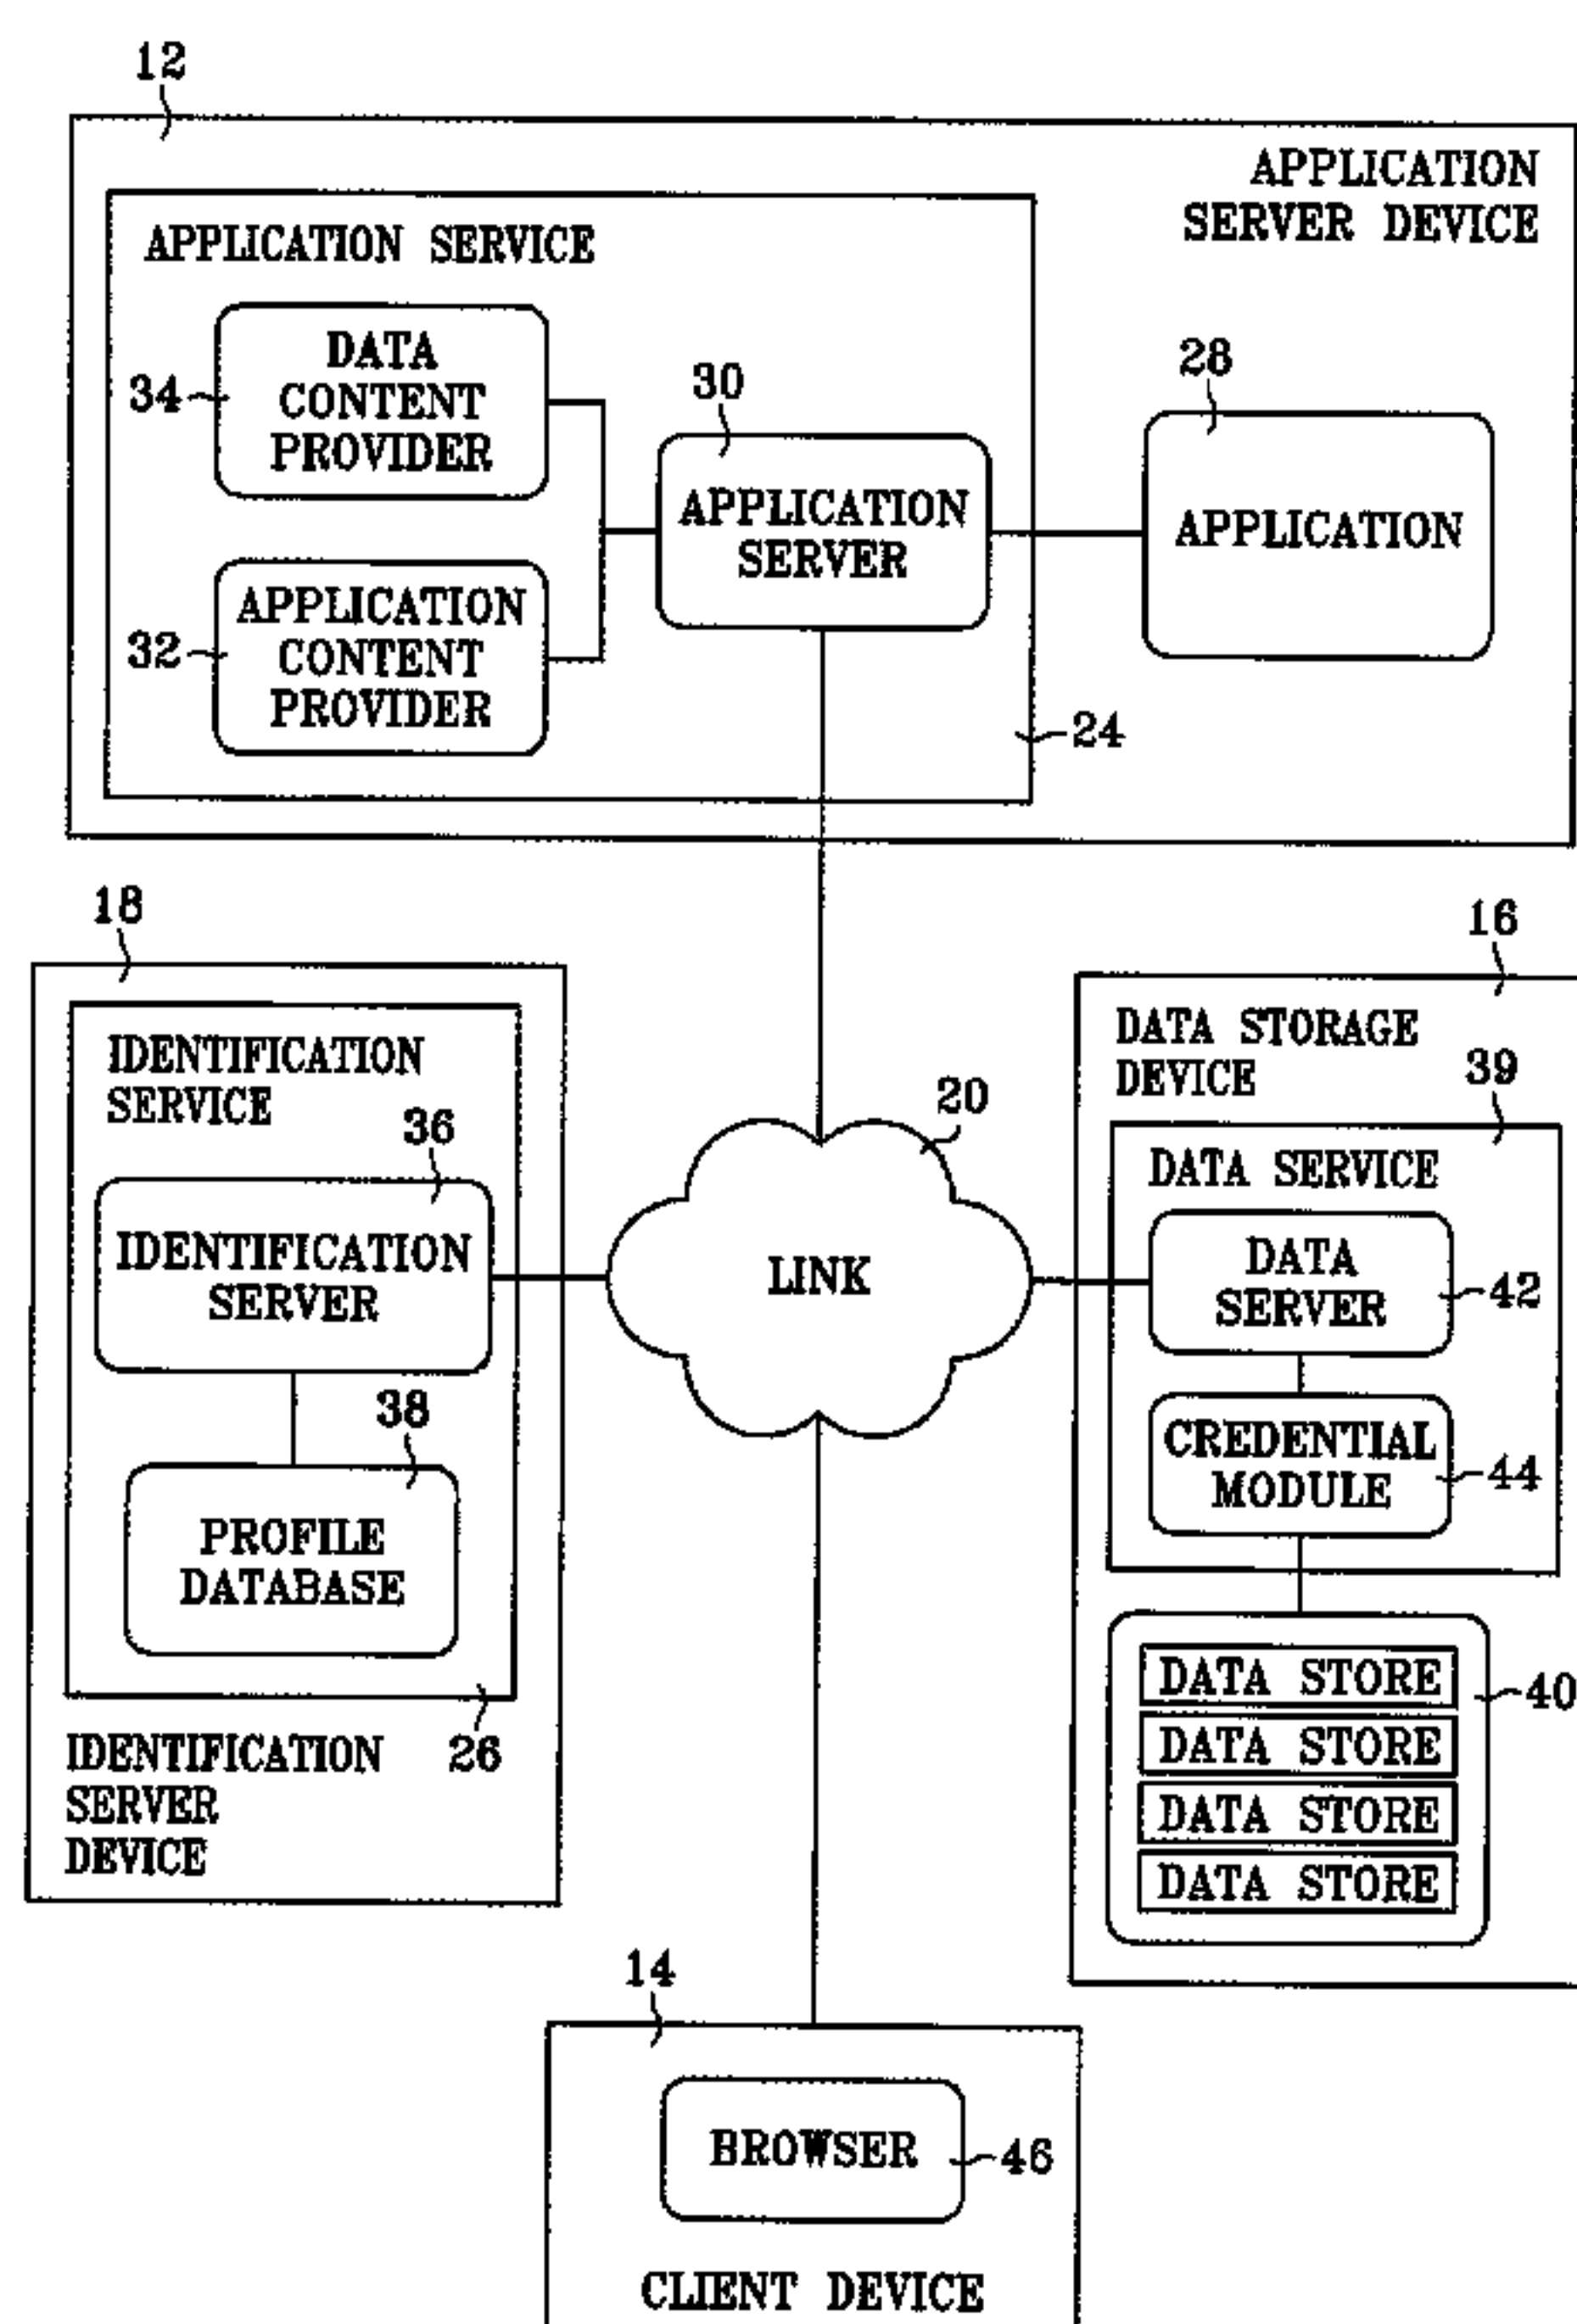 12
APPLICATION
SERVER DEVICE
APPLICATION SERVICE
DATA
CONTENT
PROVIDER
34
30
28
APPLICATION
SERVER
APPLICATION
APPLICATION
CONTENT
PROVIDER
32
24
18
16
IDENTIFICATION
SERVICE
DATA STORAGE
DEVICE
39
36
20
DATA SERVICE
IDENTIFICATION
SERVER
LINK
DATA
SERVER
42
38
CREDENTIAL
MODULE
44
PROFILE
DATABASE
DATA STORE
40
DATA STORE
DATA STORE
DATA STORE
26
IDENTIFICATION
SERVER
DEVICE
14
BROWSER
46
CLIENT DEVICE